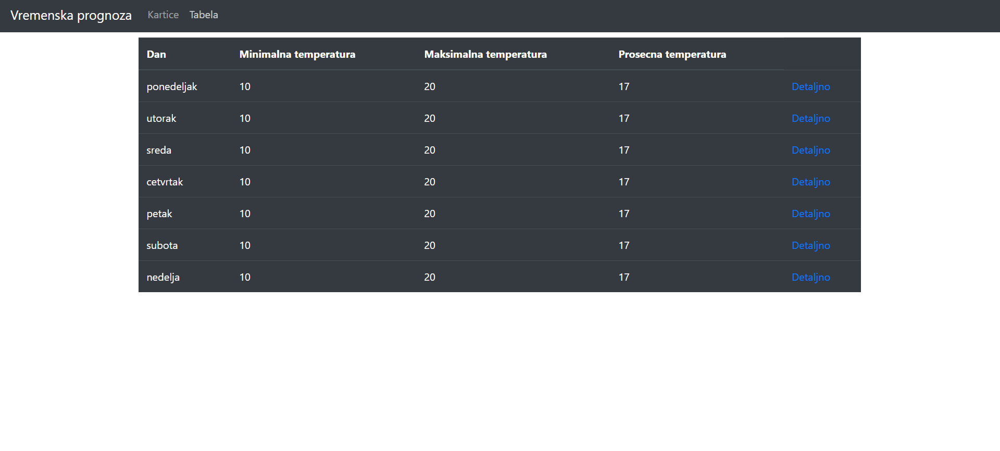 Vremenska prognoza Kartice Tabela
Dan Minimalna temperatura Maksimalna temperatura Prosecna temperatura
ponedeljak 10 20 17 Detaljno
utorak 10 20 17 Detaljno
sreda 10 20 17 Detaljno
cetvrtak 10 20 17 Detaljno
petak 10 20 17 Detaljno
subota 10 20 17 Detaljno
nedelja 10 20 17 Detaljno